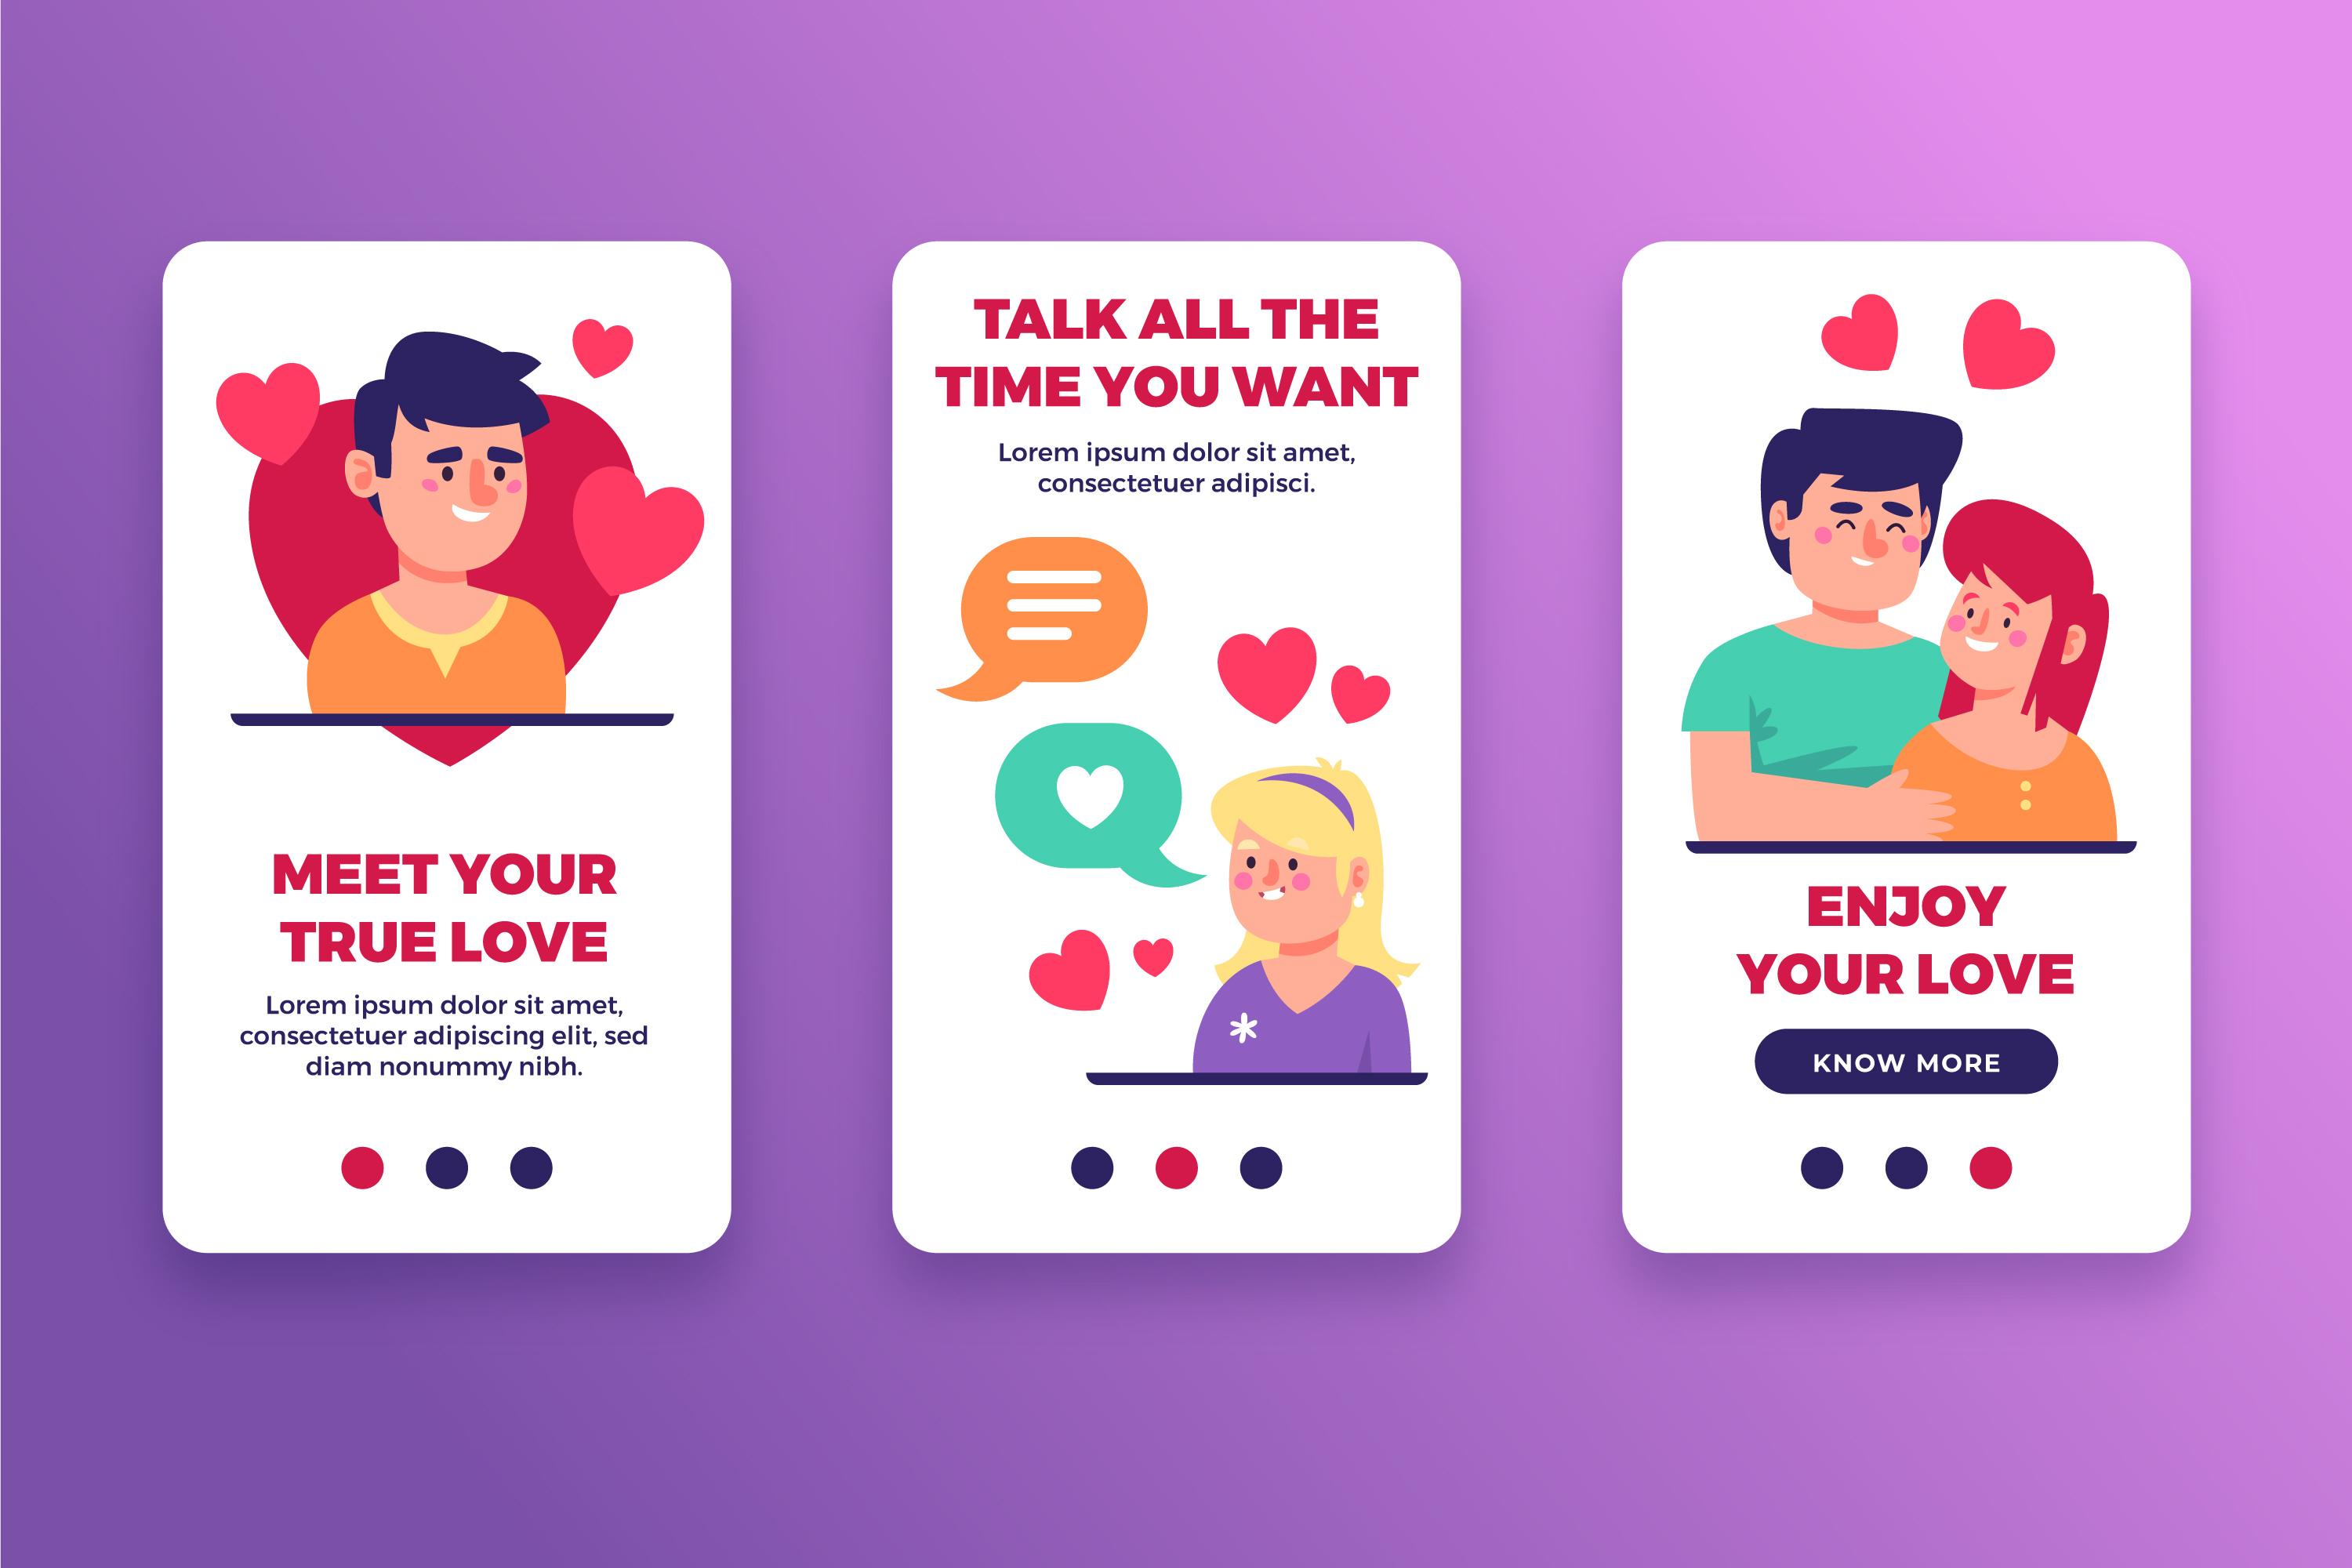 MEET YOUR
TRUE LOVE
Lorem ipsum dolor sit amet,
consectetuer adipiscing elit, sed
diam nonummy nibh.
TALK ALL THE
TIME YOU WANT
Lorem ipsum dolor sit amet,
consectetuer adipisci.
ENJOY
YOUR LOVE
KNOW MORE